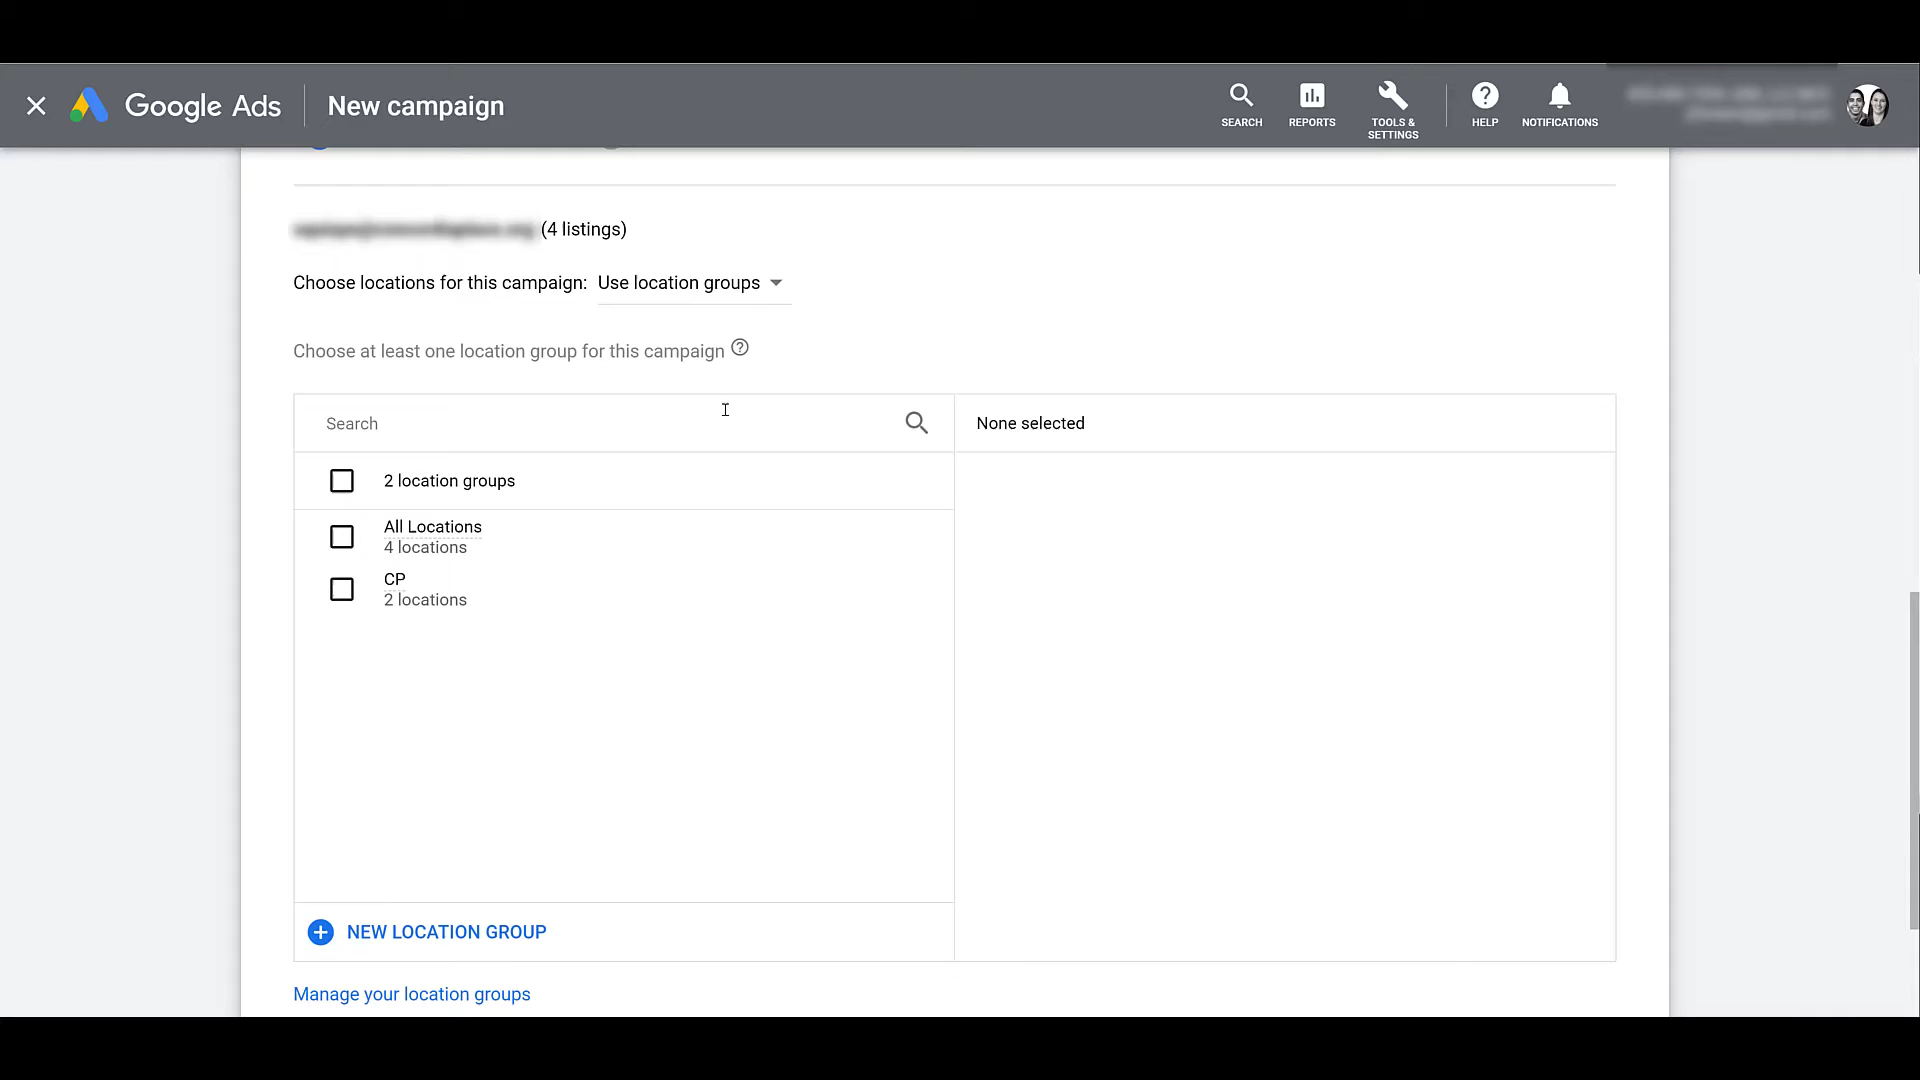 Google Ads
New campaign
SEARCH
REPORTS
TOOLS &
SETTINGS
HELP
NOTIFICATIONS
(4 listings)
Choose locations for this campaign: Use location groups
Choose at least one location group for this campaign
Search
None selected
2 location groups
All Locations
4 locations
CP
2 locations
NEW LOCATION GROUP
Manage your location groups